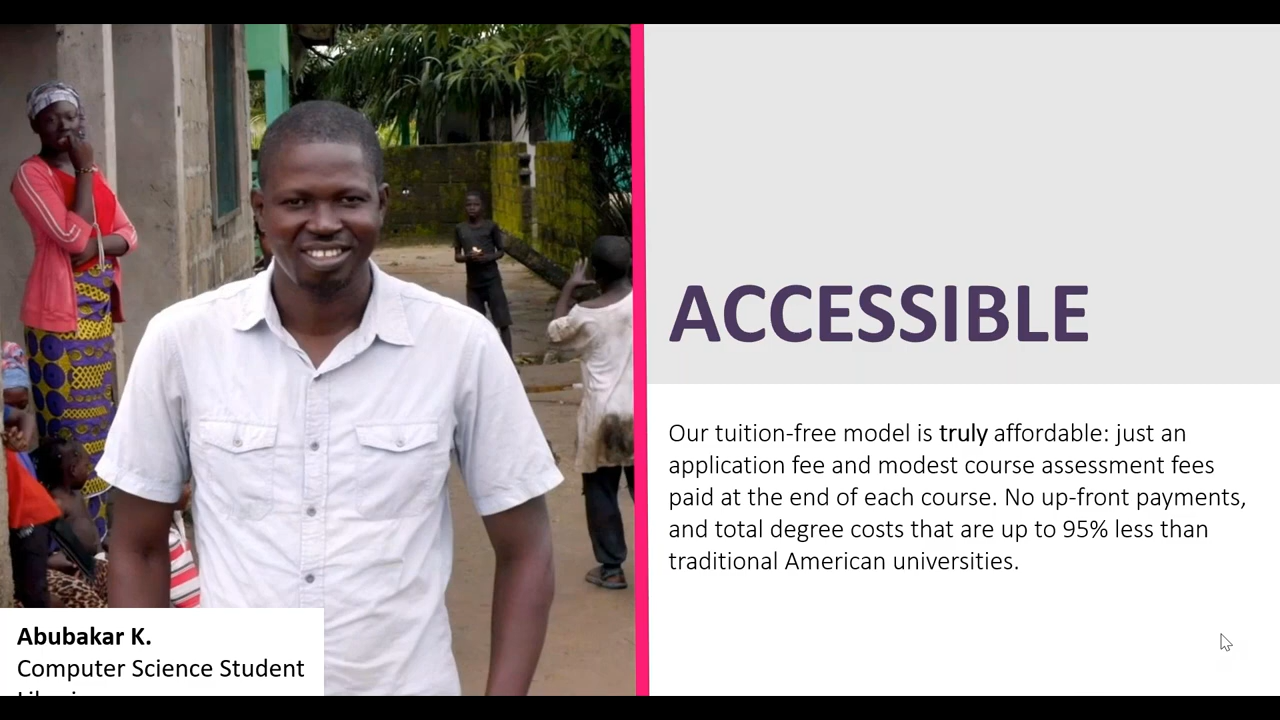 ACCESSIBLE
Our tuition-free model is truly affordable: just an
application fee and modest course assessment fees
paid at the end of each course. No up-front payments,
and total degree costs that are up to 95% less than
traditional American universities.
Abubakar K.
Computer Science Student